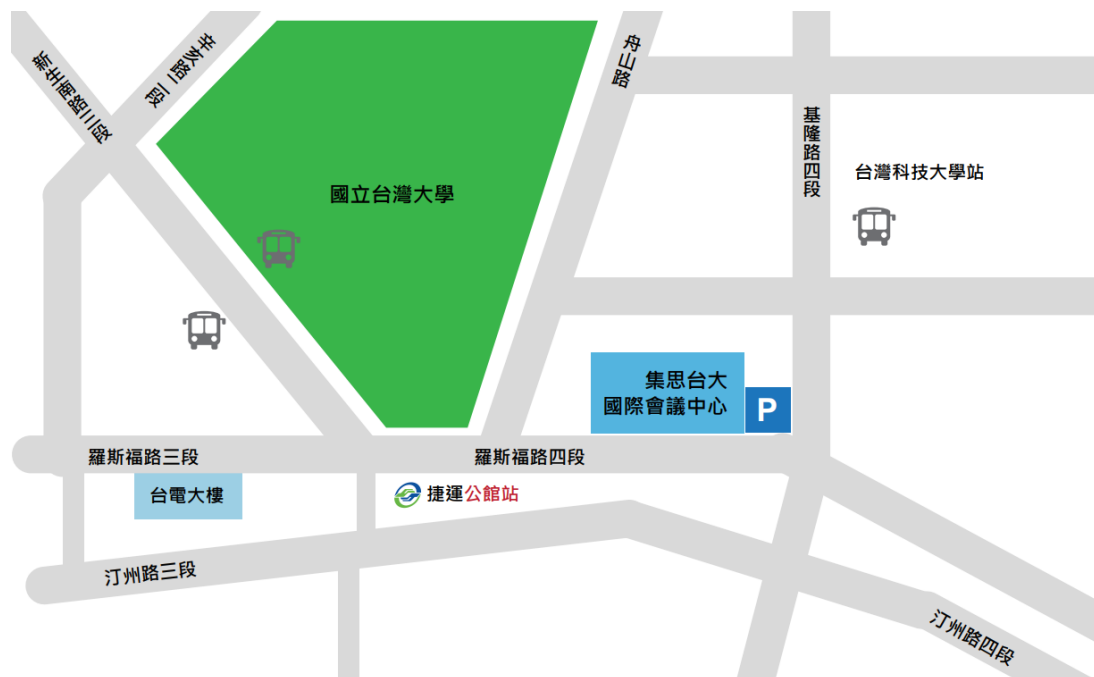 新生南路三段
辛亥路一段
舟山路
基隆路四段
台灣科技大學站
國立台灣大學
集思台大
國際會議中心
P
羅斯福路三段
羅斯福路四段
台電大樓
捷運公館站
汀州路三段
汀州路四段